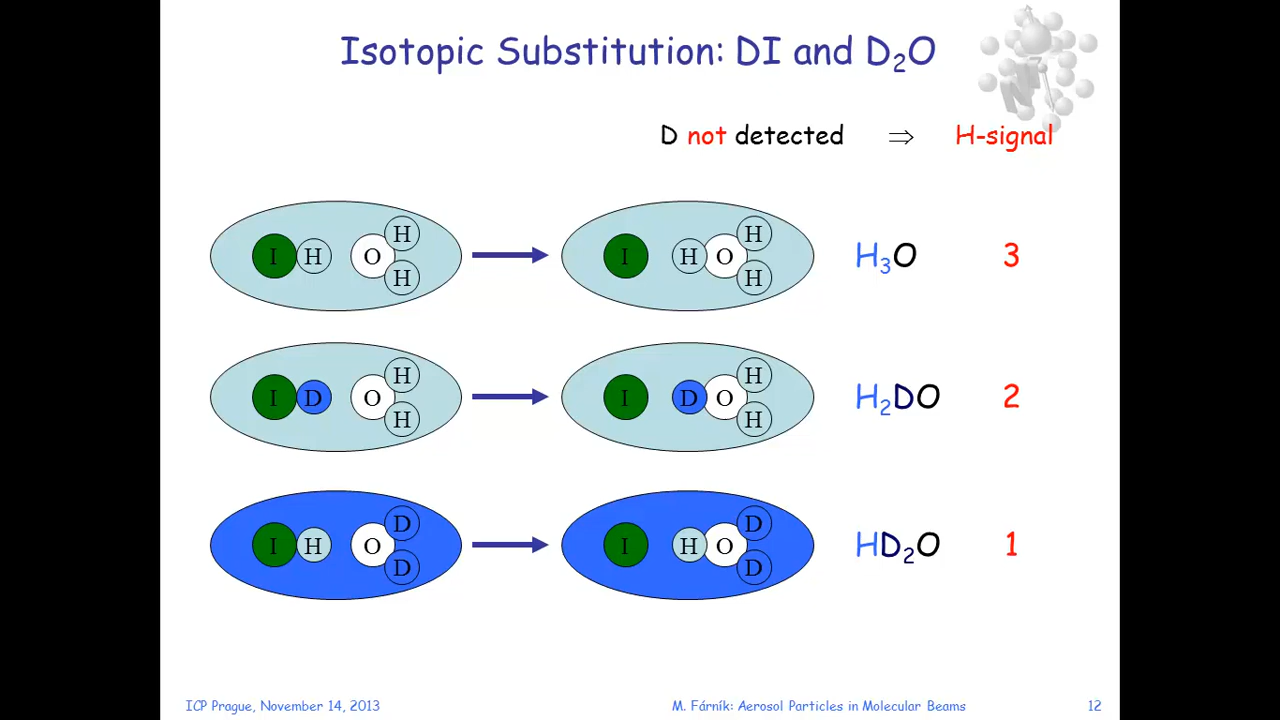 Isotopic Substitution: DI and D₂O
D not detected ⇒ H-signal
I H O H H I H O H H H₃O 3
I D O H H I D O H H H₂DO 2
I H O D D I H O D D HD₂O 1
ICP Prague, November 14, 2013 M. Fárník: Aerosol Particles in Molecular Beams 12